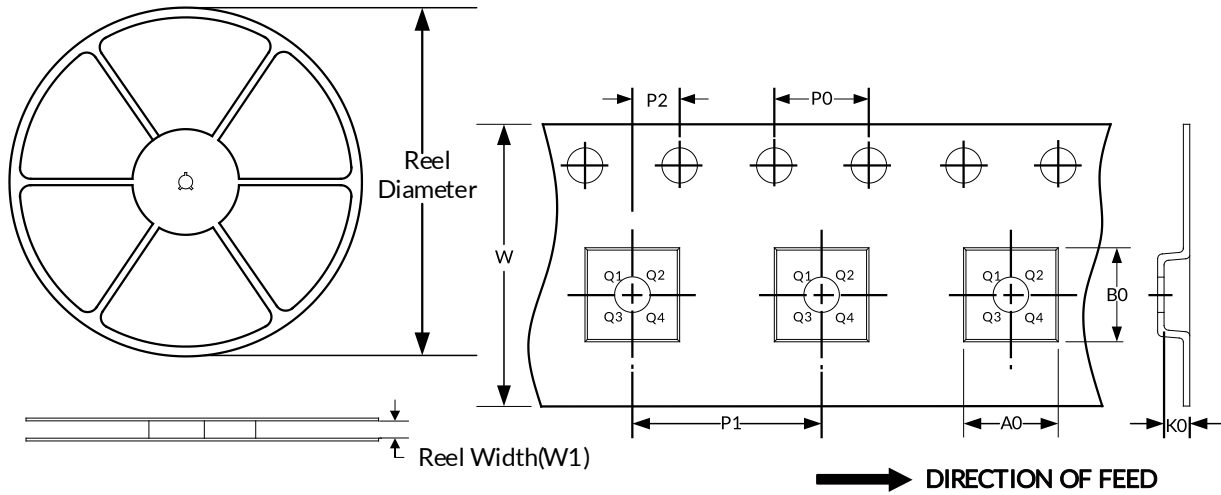 P2
P0
Reel
Diameter
W
Q1 Q2
Q3 Q4
Q1 Q2
Q3 Q4
Q1 Q2
Q3 Q4
B0
P1
A0
K0
Reel Width(W1)
DIRECTION OF FEED